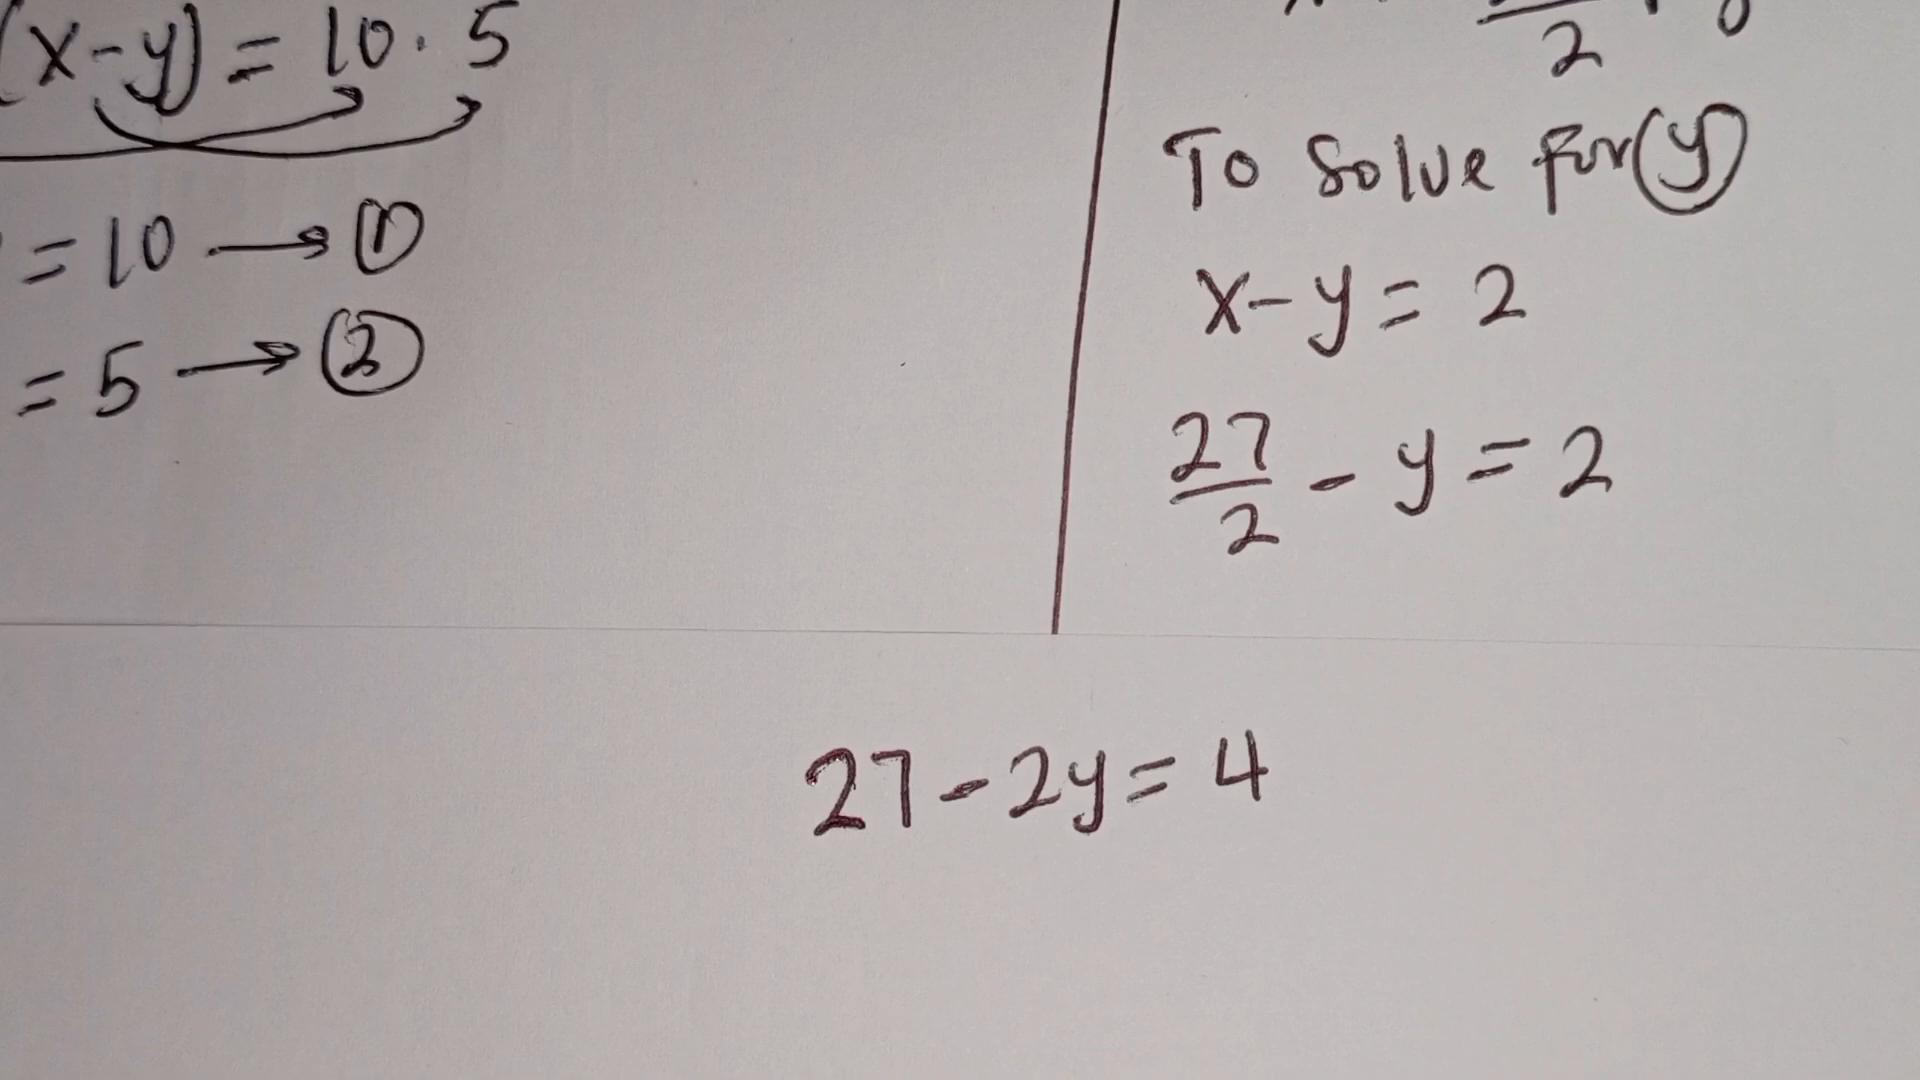 (x-y) = 10 . 5
= 10 → ①
= 5 → ②
2
To Solve for (y)
x - y = 2
27/2 - y = 2
27 - 2y = 4